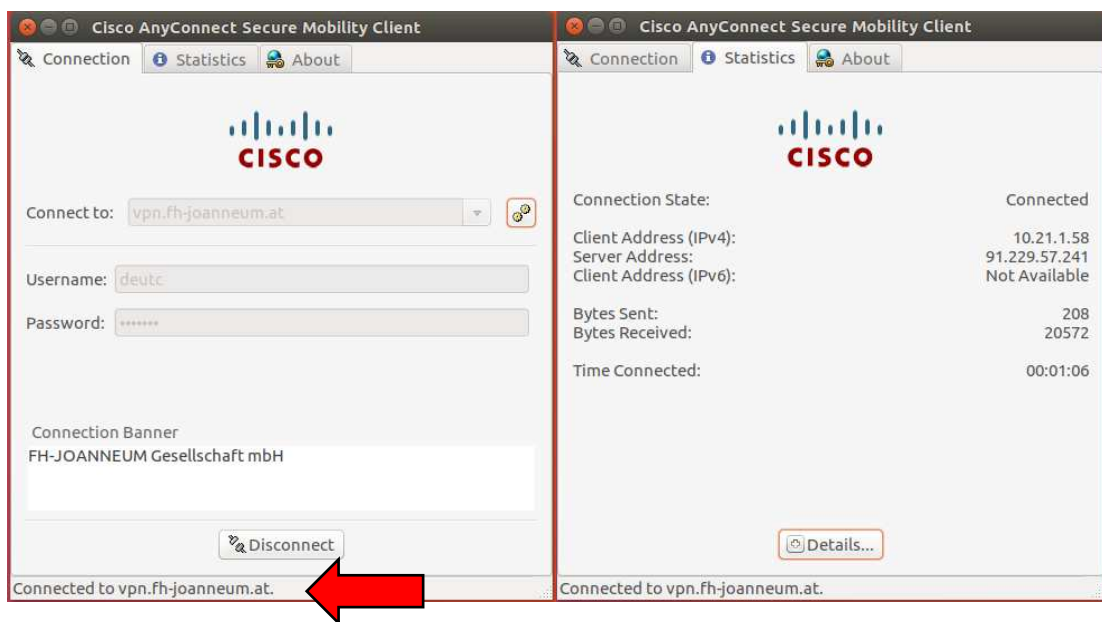 Cisco AnyConnect Secure Mobility Client
Connection Statistics About
CISCO
Connect to: vpn.fh-joanneum.at
Username: deutc
Password: •••••••
Connection Banner
FH-JOANNEUM Gesellschaft mbH
Disconnect
Connected to vpn.fh-joanneum.at.
Cisco AnyConnect Secure Mobility Client
Connection Statistics About
CISCO
Connection State: Connected
Client Address (IPv4): 10.21.1.58
Server Address: 91.229.57.241
Client Address (IPv6): Not Available
Bytes Sent: 208
Bytes Received: 20572
Time Connected: 00:01:06
Details...
Connected to vpn.fh-joanneum.at.